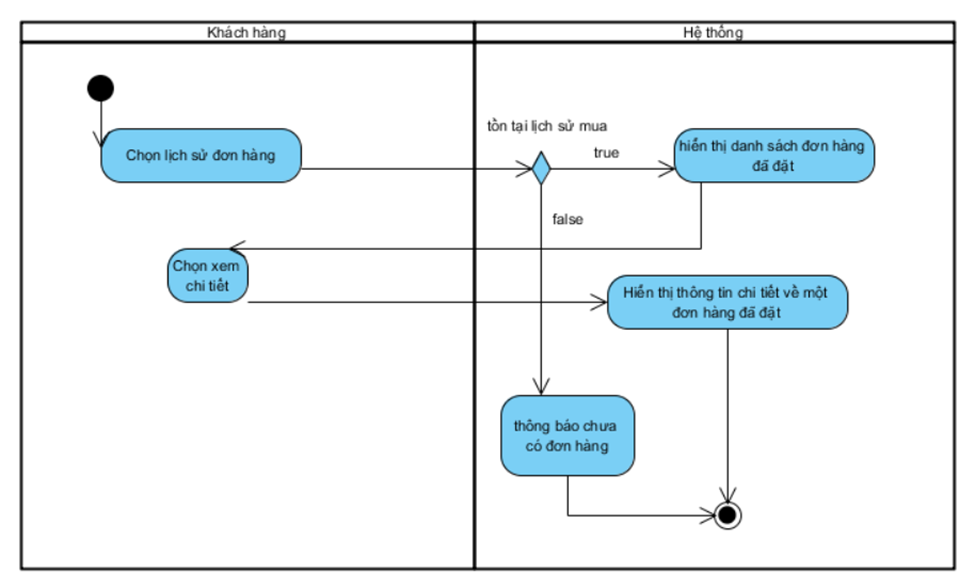 Khách hàng
Hệ thống
tồn tại lịch sử mua
Chọn lịch sử đơn hàng
true
hiển thị danh sách đơn hàng
đã đặt
false
Chọn xem
chi tiết
Hiển thị thông tin chi tiết về một
đơn hàng đã đặt
thông báo chưa
có đơn hàng